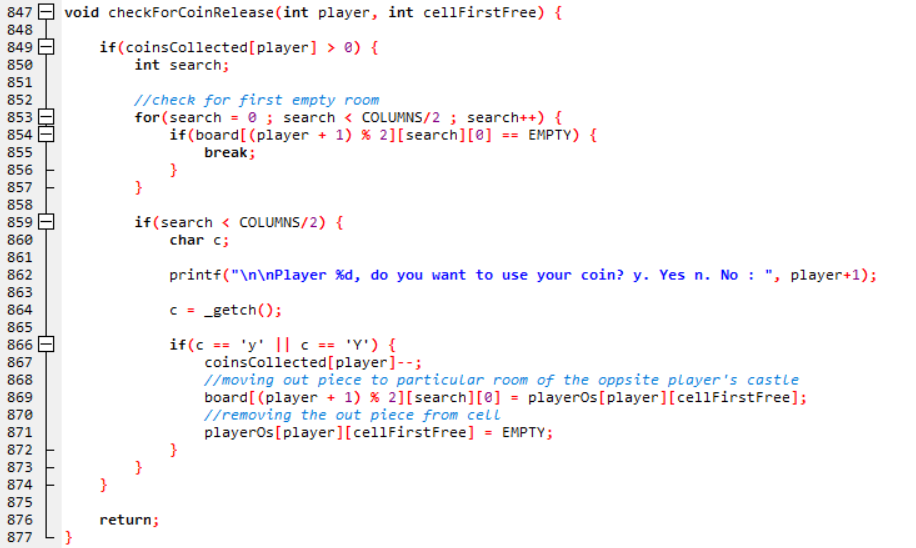 847 void checkForCoinRelease(int player, int cellFirstFree) {
848
849     if(coinsCollected[player] > 0) {
850         int search;
851
852         //check for first empty room
853         for(search = 0 ; search < COLUMNS/2 ; search++) {
854             if(board[(player + 1) % 2][search][0] == EMPTY) {
855                 break;
856             }
857         }
858
859         if(search < COLUMNS/2) {
860             char c;
861
862             printf("\n\nPlayer %d, do you want to use your coin? y. Yes n. No : ", player+1);
863
864             c = _getch();
865
866             if(c == 'y' || c == 'Y') {
867                 coinsCollected[player]--;
868                 //moving out piece to particular room of the oppsite player's castle
869                 board[(player + 1) % 2][search][0] = playerOs[player][cellFirstFree];
870                 //removing the out piece from cell
871                 playerOs[player][cellFirstFree] = EMPTY;
872             }
873         }
874     }
875
876     return;
877 }